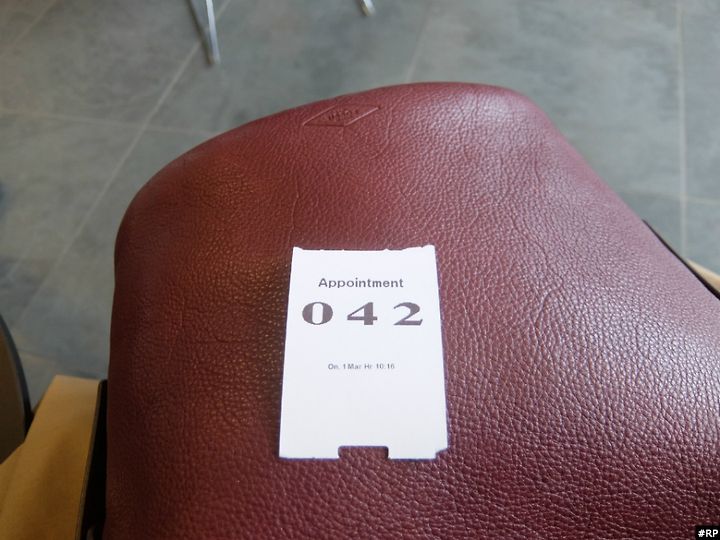 Appointment
042
On, 1 Mar Hr 10:16
#RP